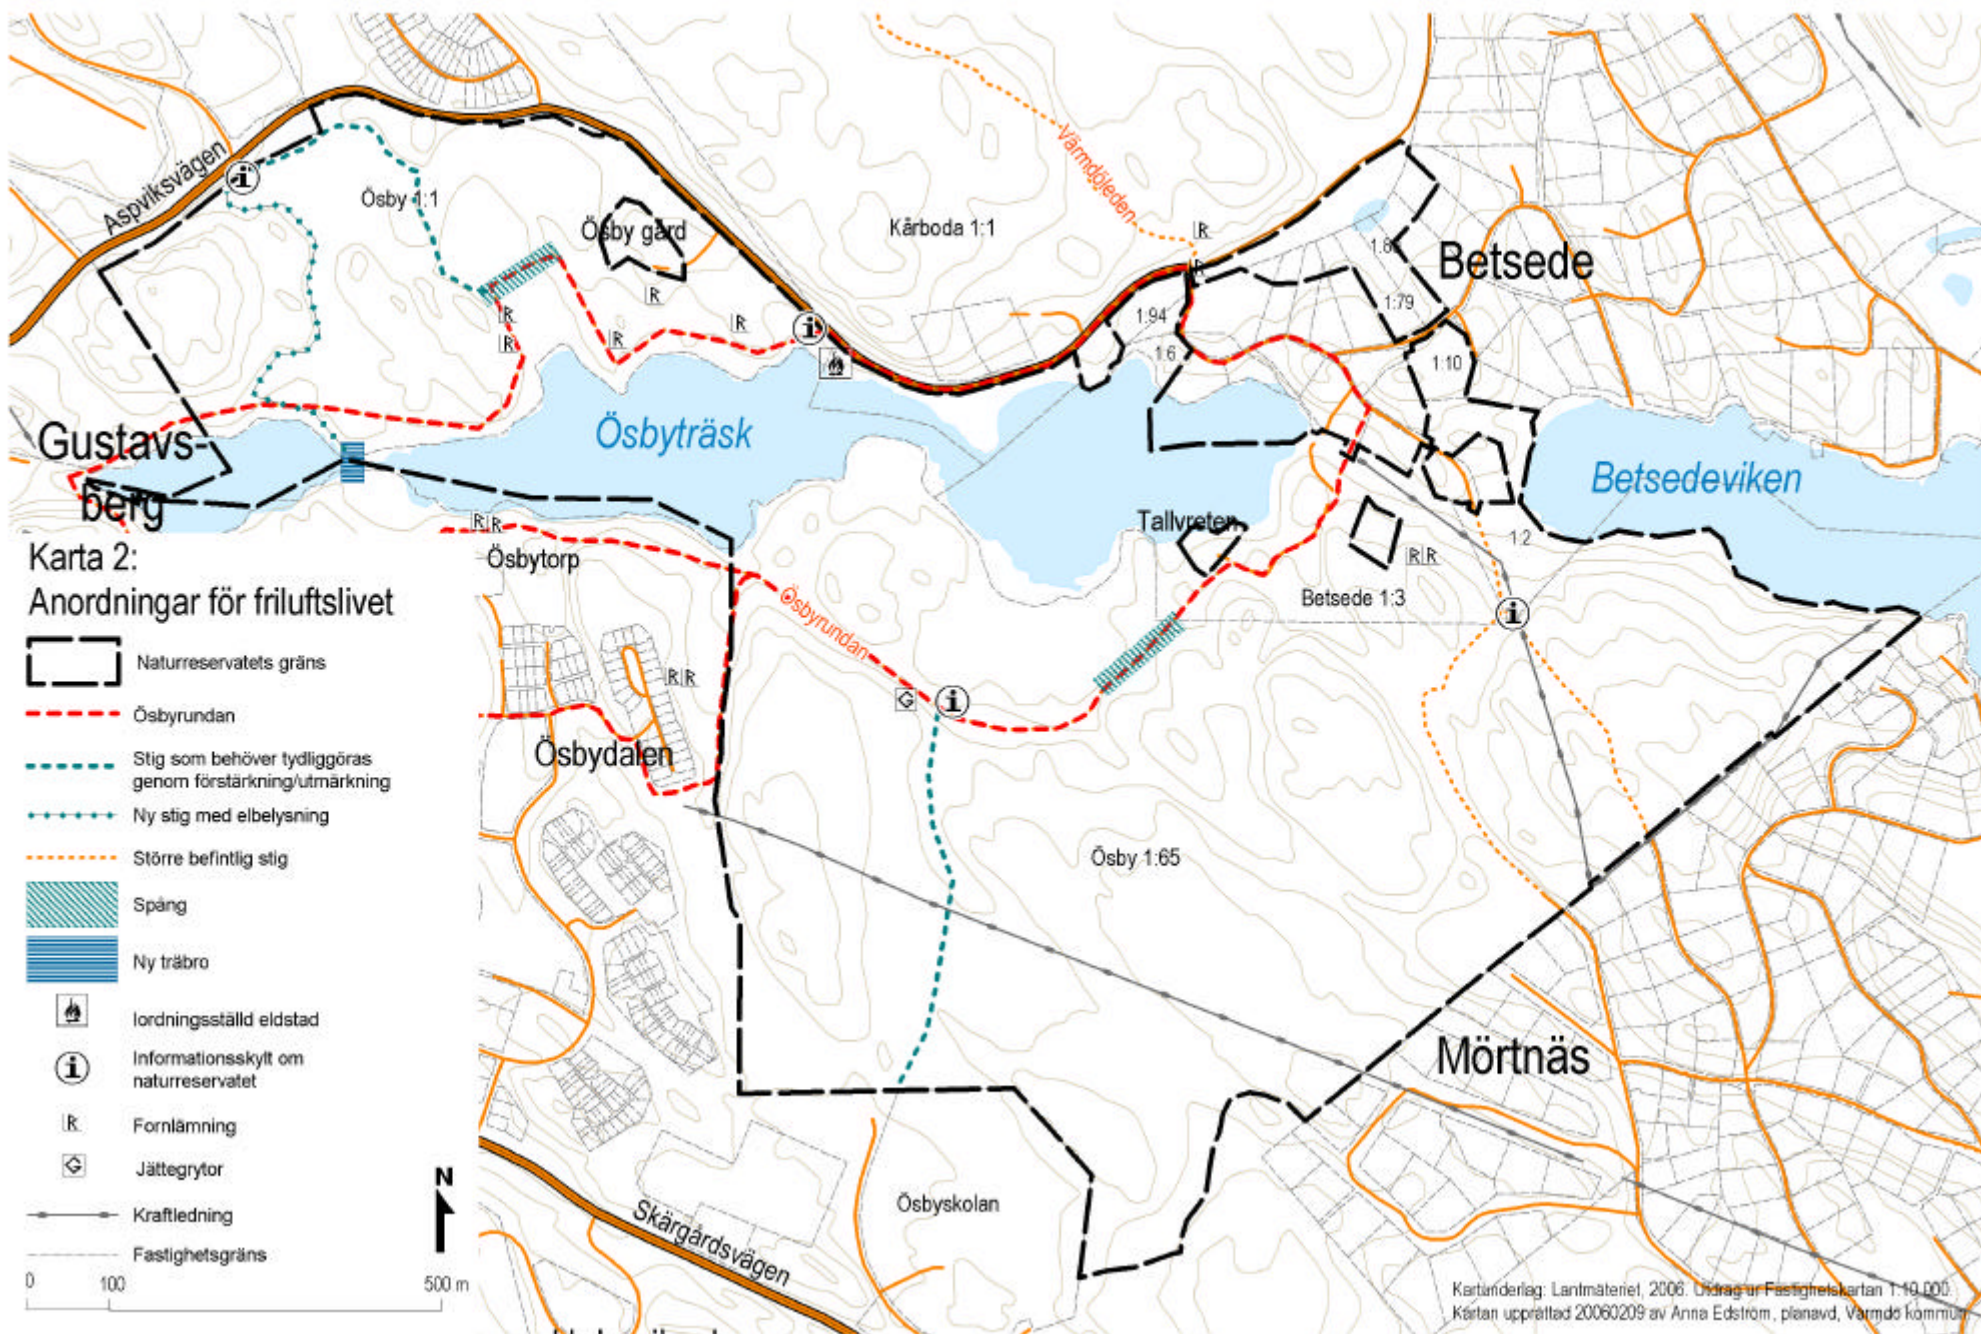 Aspviksvägen
Ösby 1:1
Ösby gård
Kårboda 1:1
Värmdöleden
Betsede
1:8
1:79
1:94
1:6
1:10
R
R
R
R
R
R
Gustavs-
berg
Ösbyträsk
Betsedeviken
Tallvreten
1:2
R R
Ösbytorp
R R
Betsede 1:3
Ösbyrundan
R R
G
i
i
i
i
Ösbydalen
Ösby 1:65
Mörtnäs
Ösbyskolan
Skärgårdsvägen
Karta 2:
Anordningar för friluftslivet
Naturreservatets gräns
Ösbyrundan
Stig som behöver tydliggöras
genom förstärkning/utmärkning
Ny stig med elbelysning
Större befintlig stig
Spång
Ny träbro
Iordningsställd eldstad
i
Informationsskylt om
naturreservatet
R
Fornlämning
G
Jättegrytor
N
Kraftledning
Fastighetsgräns
0 100 500 m
Kartunderlag: Lantmäteriet, 2006. Utdrag ur Fastighetskartan 1:10 000
Kartan upprättad 20060209 av Anna Edström, planavd, Värmdö kommun